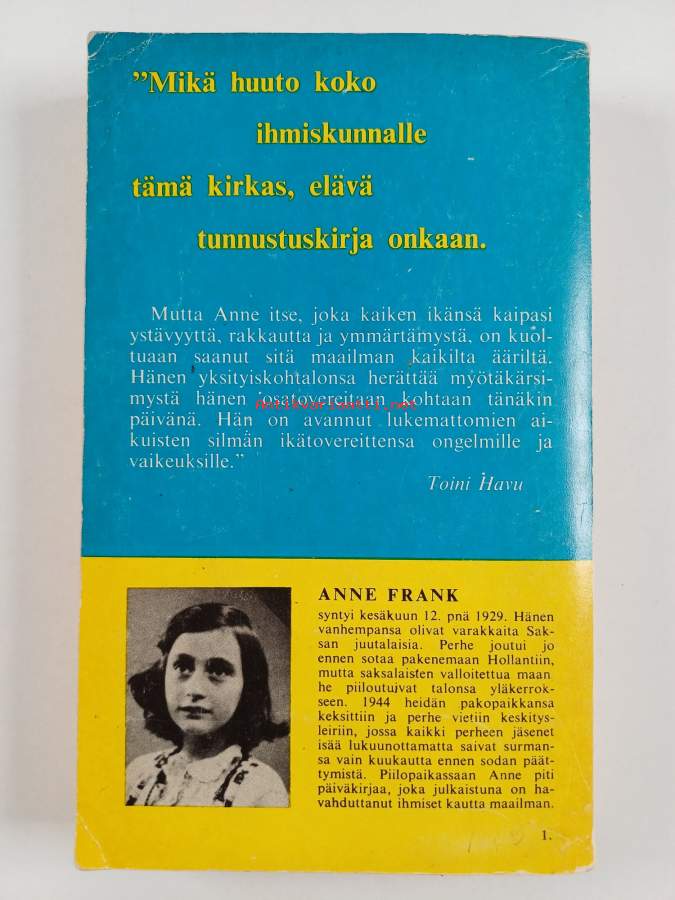 ”Mikä huuto koko
ihmiskunnalle
tämä kirkas, elävä
tunnustuskirja onkaan.
Mutta Anne itse, joka kaiken ikänsä kaipasi
ystävyyttä, rakkautta ja ymmärtämystä, on kuol-
tuaan saanut sitä maailman kaikilta ääriltä.
Hänen yksityiskohtalonsa herättää myötäkärsi-
mystä hänen osatovereitaan kohtaan tänäkin
antikvariaatti.net
päivänä. Hän on avannut lukemattomien ai-
kuisten silmän ikätovereittensa ongelmille ja
vaikeuksille.”
Toini Havu
ANNE FRANK
syntyi kesäkuun 12. pnä 1929. Hänen
vanhempansa olivat varakkaita Sak-
san juutalaisia. Perhe joutui jo
ennen sotaa pakenemaan Hollantiin,
mutta saksalaisten valloitettua maan
he piiloutuivat talonsa yläkerrok-
seen. 1944 heidän pakopaikkansa
keksittiin ja perhe vietiin keskitys-
leiriin, jossa kaikki perheen jäsenet
isää lukuunottamatta saivat surman-
sa vain kuukautta ennen sodan päät-
tymistä. Piilopaikassaan Anne piti
päiväkirjaa, joka julkaistuna on ha-
vahduttanut ihmiset kautta maailman.
1.